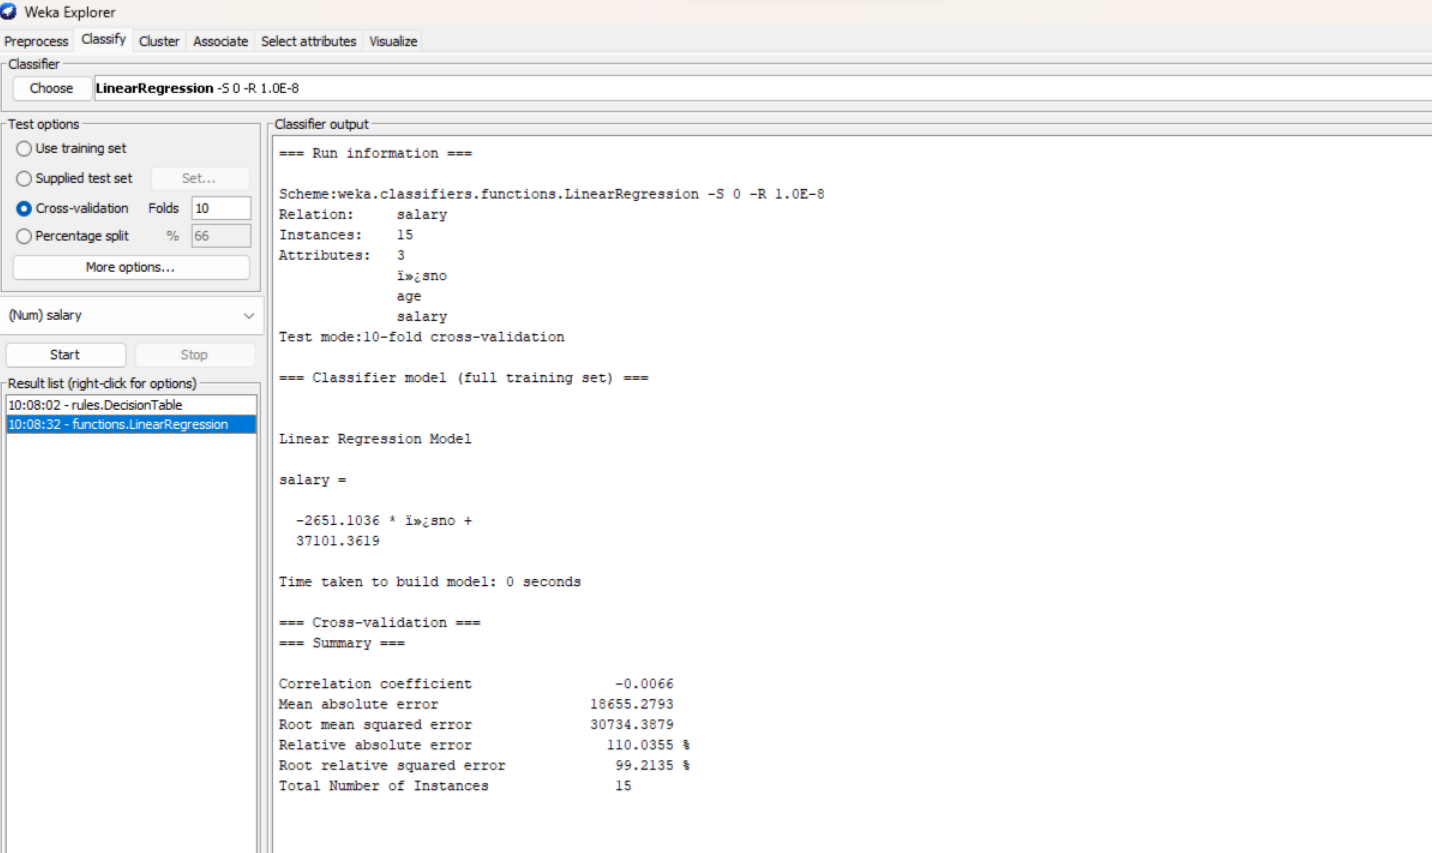 Weka Explorer
Preprocess Classify Cluster Associate Select attributes Visualize
Classifier
Choose LinearRegression -S 0 -R 1.0E-8
Test options
Use training set
Supplied test set Set...
Cross-validation Folds 10
Percentage split % 66
More options...
(Num) salary
Start Stop
Result list (right-click for options)
10:08:02 - rules.DecisionTable
10:08:32 - functions.LinearRegression
Classifier output
=== Run information ===
Scheme:weka.classifiers.functions.LinearRegression -S 0 -R 1.0E-8
Relation: salary
Instances: 15
Attributes: 3
ï»¿sno
age
salary
Test mode:10-fold cross-validation
=== Classifier model (full training set) ===
Linear Regression Model
salary =
-2651.1036 * ï»¿sno +
37101.3619
Time taken to build model: 0 seconds
=== Cross-validation ===
=== Summary ===
Correlation coefficient -0.0066
Mean absolute error 18655.2793
Root mean squared error 30734.3879
Relative absolute error 110.0355 %
Root relative squared error 99.2135 %
Total Number of Instances 15